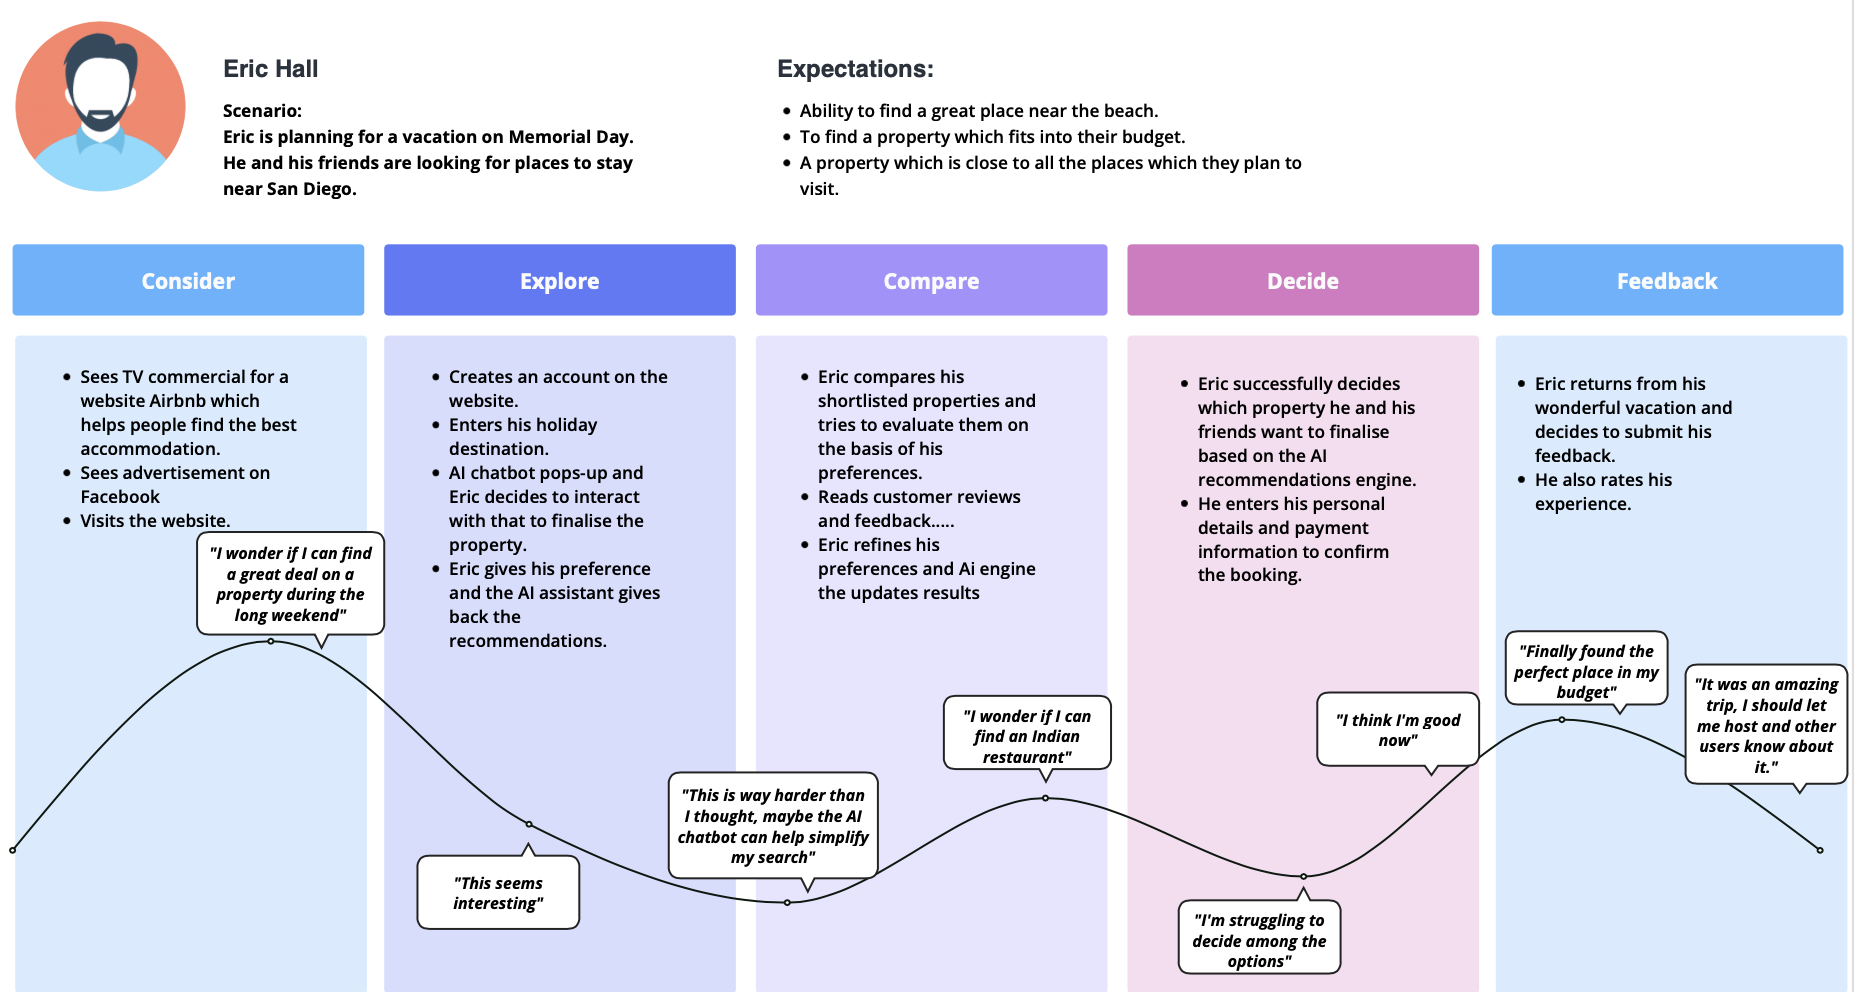 Eric Hall
Scenario:
Eric is planning for a vacation on Memorial Day.
He and his friends are looking for places to stay
near San Diego.
Expectations:
• Ability to find a great place near the beach.
• To find a property which fits into their budget.
• A property which is close to all the places which they plan to
visit.
Consider
• Sees TV commercial for a
website Airbnb which
helps people find the best
accommodation.
• Sees advertisement on
Facebook
• Visits the website.
"I wonder if I can find
a great deal on a
property during the
long weekend"
Explore
• Creates an account on the
website.
• Enters his holiday
destination.
• AI chatbot pops-up and
Eric decides to interact
with that to finalise the
property.
• Eric gives his preference
and the AI assistant gives
back the
recommendations.
"This seems
interesting"
"This is way harder than
I thought, maybe the AI
chatbot can help simplify
my search"
Compare
• Eric compares his
shortlisted properties and
tries to evaluate them on
the basis of his
preferences.
• Reads customer reviews
and feedback.....
• Eric refines his
preferences and Ai engine
the updates results
"I wonder if I can
find an Indian
restaurant"
Decide
• Eric successfully decides
which property he and his
friends want to finalise
based on the AI
recommendations engine.
• He enters his personal
details and payment
information to confirm
the booking.
"I think I'm good
now"
"I'm struggling to
decide among the
options"
Feedback
• Eric returns from his
wonderful vacation and
decides to submit his
feedback.
• He also rates his
experience.
"Finally found the
perfect place in my
budget"
"It was an amazing
trip, I should let
me host and other
users know about
it."